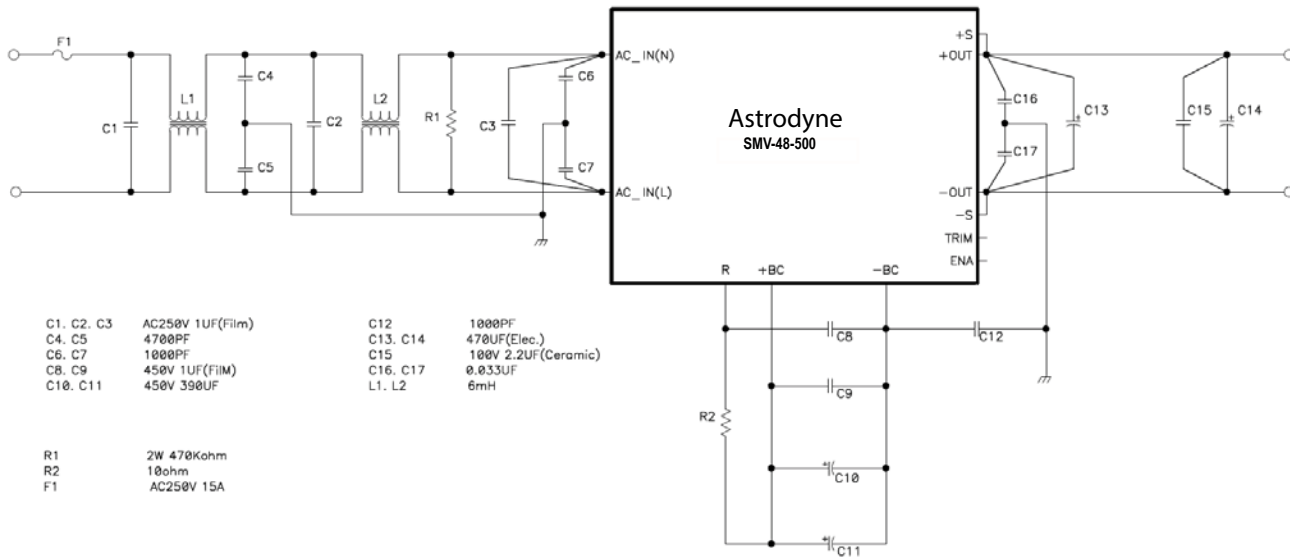 F1
C1
L1
C4
C5
C2
L2
R1
C3
C6
C7
AC_IN(N)
AC_IN(L)
Astrodyne
SMV-48-500
+S
+OUT
-OUT
-S
TRIM
ENA
R
+BC
-BC
C16
C17
C13
C15
C14
C8
C12
C9
R2
C10
C11
C1. C2. C3 AC250V 1UF(Film)
C4. C5 4700PF
C6. C7 1000PF
C8. C9 450V 1UF(FilM)
C10. C11 450V 390UF
C12 1000PF
C13. C14 470UF(Elec.)
C15 100V 2.2UF(Ceramic)
C16. C17 0.033UF
L1. L2 6mH
R1 2W 470Kohm
R2 10ohm
F1 AC250V 15A